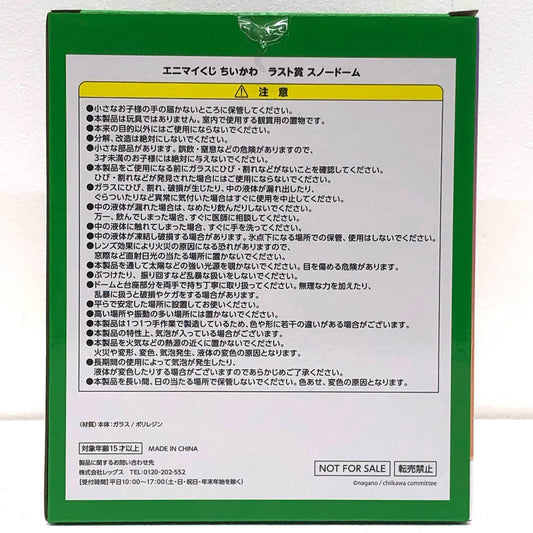 エニマイくじ ちいかわ　ラスト賞 スノードーム
注 意
●小さなお子様の手の届かないところに保管してください。
●本製品は玩具ではありません。室内で使用する観賞用の置物です。
●本来の目的以外にはご使用にならないでください。
●分解、改造は絶対にしないでください。
●小さな部品があります。誤飲・窒息などの危険がありますので、
3才未満のお子様には絶対に与えないでください。
●本製品をご使用になる前にガラスにひび・割れなどがないことを確認してください。
ひび・割れなどが発見された場合にはご使用にならないでください。
●ガラスにひび、割れ、破損が生じたり、中の液体が漏れ出したり、
ぐらついたりなど異常に気付いた場合はすぐに使用を中止してください。
●中の液体が漏れた場合は、なめたり飲んだりしないでください。
万一、飲んでしまった場合、すぐに医師に相談してください。
●中の液体に触れてしまった場合、すぐに手を洗ってください。
●中の液体が凍結し破損する場合があります。氷点下になる場所での保管、使用はしないでください。
●レンズ効果により火災の原因になる恐れがありますので、
窓際など直射日光の当たる場所に置かないでください。
●本製品を通して太陽などの強い光源を覗かないでください。目を傷める危険があります。
●ぶつけたり、振り回すなど乱暴な扱いをしないでください。
●ドームと台座部分を両手で持ち丁寧に取り扱ってください。無理な力を加えたり、
乱暴に扱うと破損やケガをする場合があります。
●平らで安定した場所に設置してお使いください。
●高い場所や振動の多い場所には置かないでください。
●本製品は1つ1つ手作業で製造しているため、色や形に若干の違いがある場合がございます。
●本製品の特性上、気泡が入っている場合がございます。
●本製品を火気などの熱源の近くに置かないでください。
火災や変形、変色、気泡発生、液体の変色の原因となります。
●長期間の使用によって気泡が発生したり、
液体が変色したりする場合がございますのであらかじめご了承ください。
●本製品を長い間、日の当たる場所で保管しないでください。色あせ、変色の原因となります。
〈材質〉本体:ガラス / ポリレジン
対象年齢15才以上 MADE IN CHINA
製品に関するお問い合わせ先
株式会社レッグス TEL:0120-202-552
【受付時間】平日10:00〜17:00(土・日・祝日・年末年始を除く)
NOT FOR SALE 転売禁止
©nagano / chiikawa committee